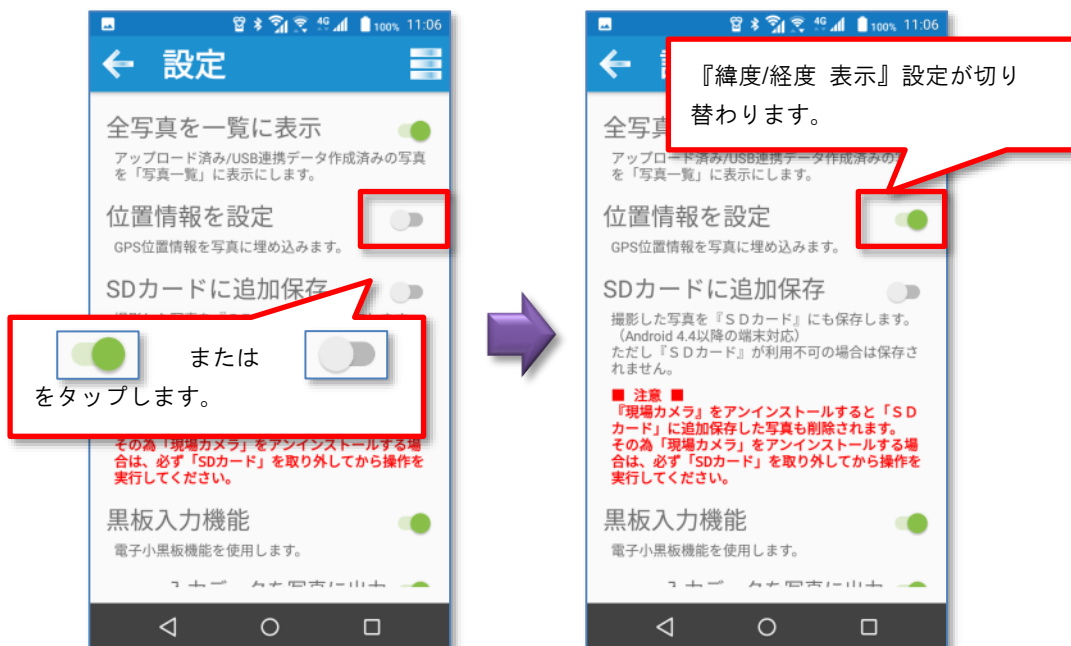 100% 11:06
設定
全写真を一覧に表示
アップロード済み/USB連携データ作成済みの写真
を「写真一覧」に表示にします。
位置情報を設定
GPS位置情報を写真に埋め込みます。
SDカードに追加保存
または
をタップします。
その為「現場カメラ」をアンインストールする場
合は、必ず「SDカード」を取り外してから操作を
実行してください。
黒板入力機能
電子小黒板機能を使用します。
4G 100% 11:06
『緯度/経度 表示』設定が切り
替わります。
全写真
アップロード済み/USB連携データ作成済みの
を「写真一覧」に表示にします。
位置情報を設定
GPS位置情報を写真に埋め込みます。
SDカードに追加保存
撮影した写真を『ＳＤカード』にも保存します。
（Android 4.4以降の端末対応）
ただし『ＳＤカード』が利用不可の場合は保存さ
れません。
■ 注意 ■
『現場カメラ』をアンインストールすると「ＳＤ
カード」に追加保存した写真も削除されます。
その為「現場カメラ」をアンインストールする場
合は、必ず「SDカード」を取り外してから操作を
実行してください。
黒板入力機能
電子小黒板機能を使用します。